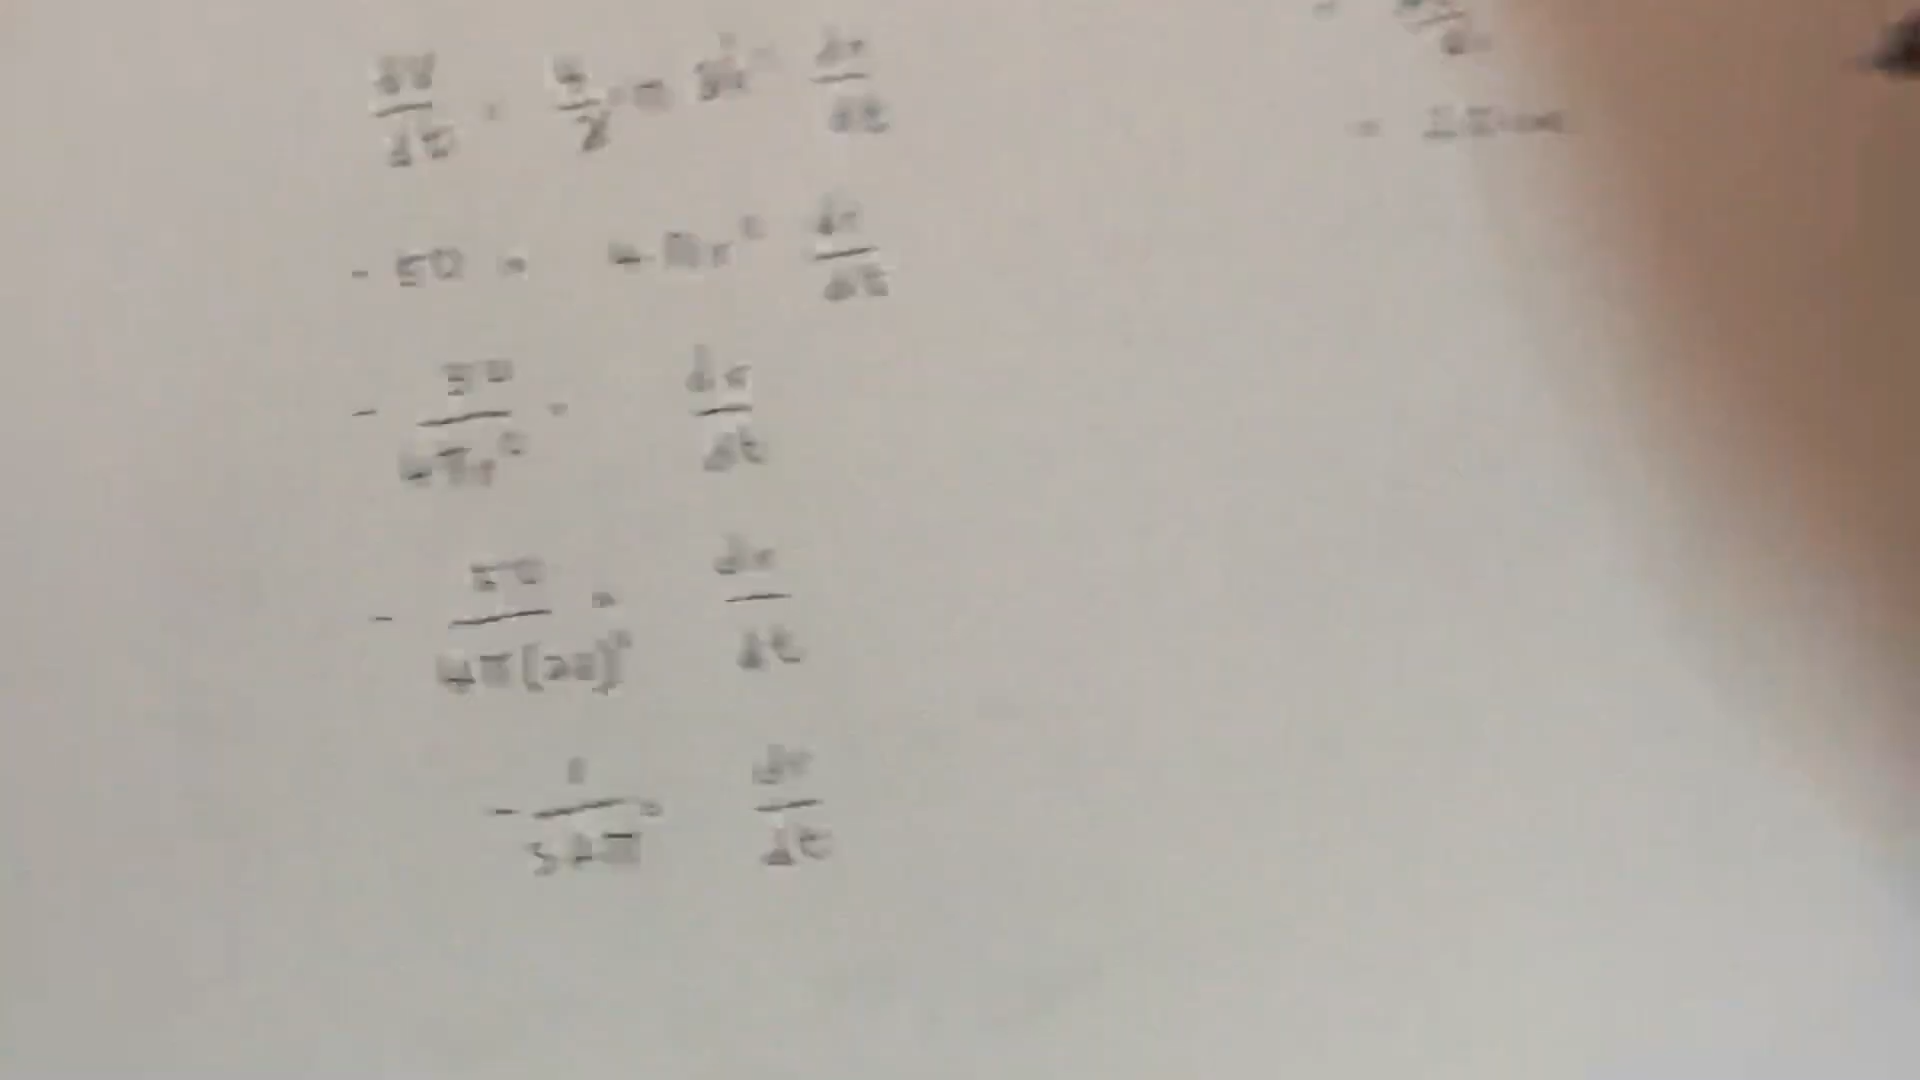 dV/dt = 4/3 π 3r² dr/dt
- 50 = 4πr² dr/dt
- 50/4πr² = dr/dt
- 50/4π(20)² = dr/dt
- 1/32π = dr/dt